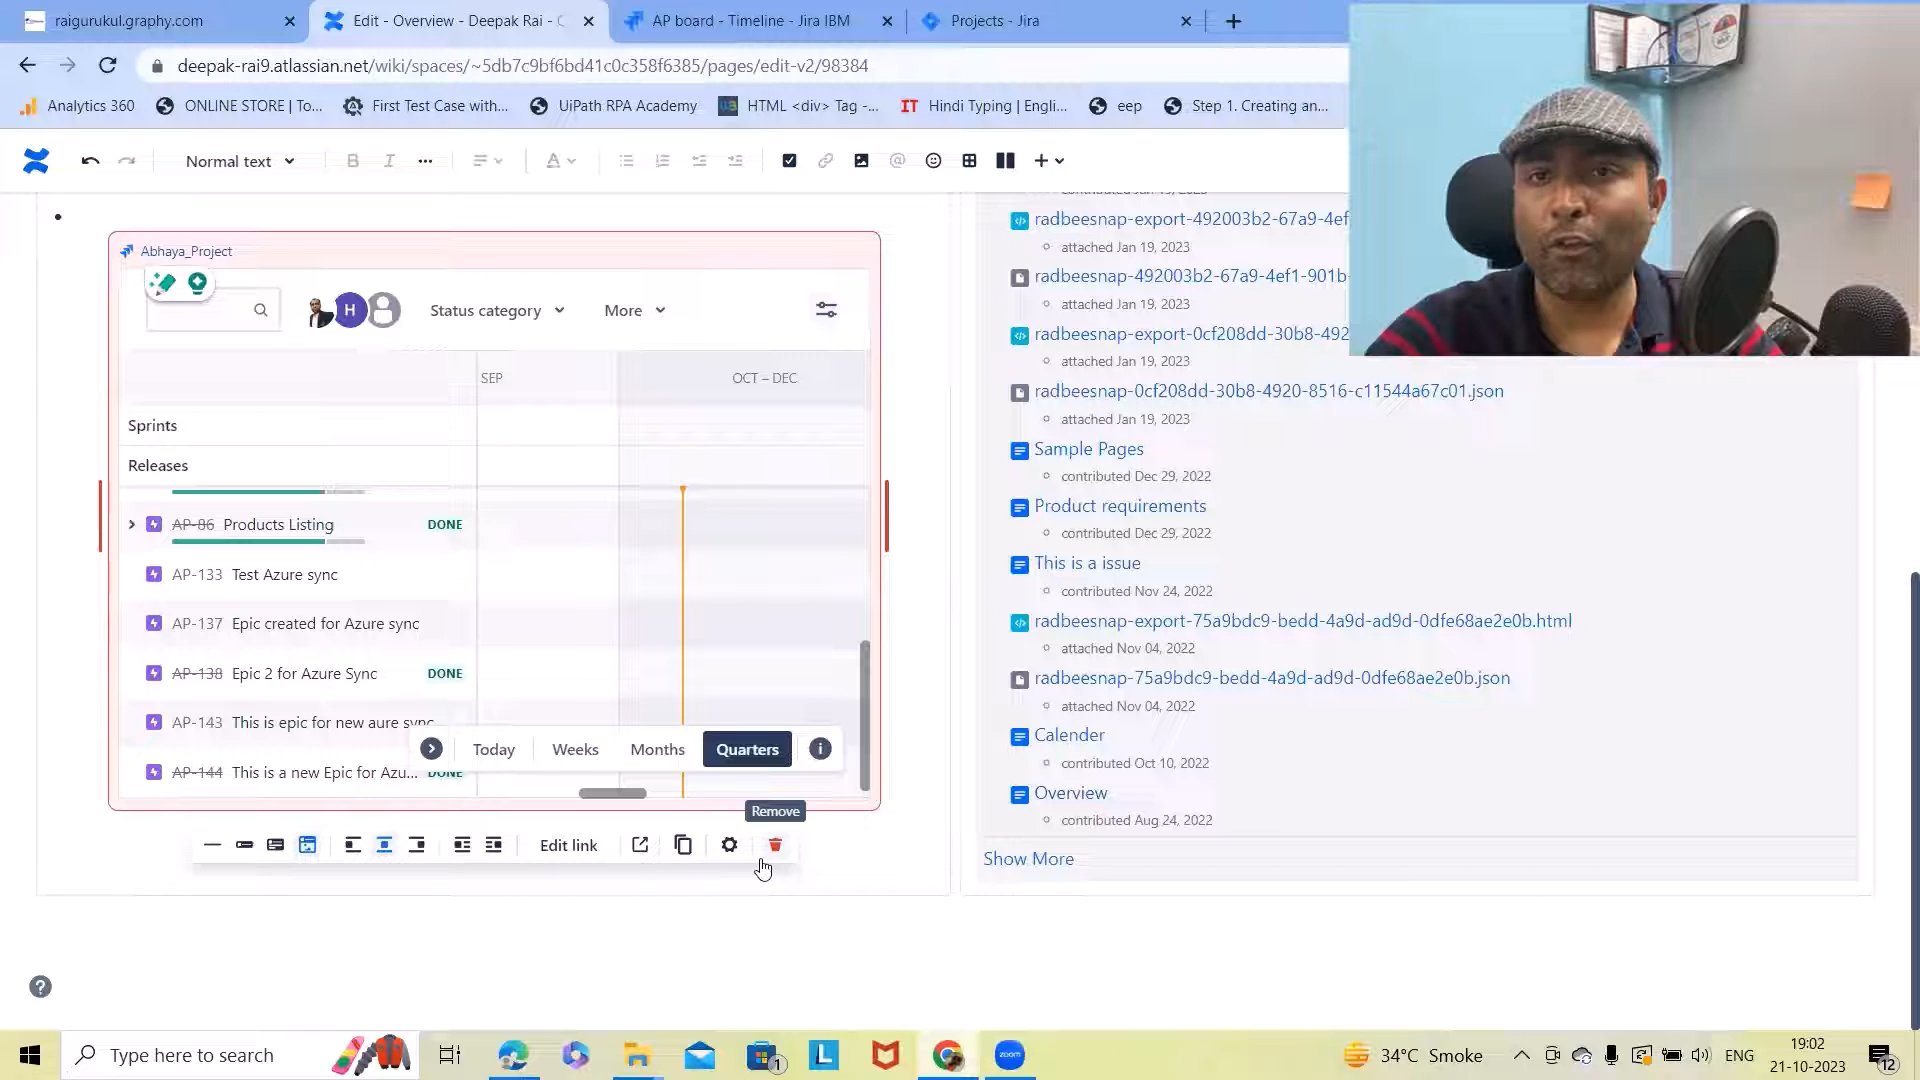 raigurukul.graphy.com
Edit - Overview - Deepak Rai - C
AP board - Timeline - Jira IBM
Projects - Jira
deepak-rai9.atlassian.net/wiki/spaces/~5db7c9bf6bd41c0c358f6385/pages/edit-v2/98384
Analytics 360
ONLINE STORE | To...
First Test Case with...
UiPath RPA Academy
HTML <div> Tag -...
IT Hindi Typing | Engli...
eep
Step 1. Creating an...
Normal text
B I
A
@
Abhaya_Project
H
Status category
More
SEP
OCT – DEC
Sprints
Releases
AP-86 Products Listing DONE
AP-133 Test Azure sync
AP-137 Epic created for Azure sync
AP-138 Epic 2 for Azure Sync DONE
AP-143 This is epic for new aure sync
Today Weeks Months Quarters
AP-144 This is a new Epic for Azu... DONE
Remove
Edit link
contributed Jan 19, 2023
radbeesnap-export-492003b2-67a9-4ef
attached Jan 19, 2023
radbeesnap-492003b2-67a9-4ef1-901b-
attached Jan 19, 2023
radbeesnap-export-0cf208dd-30b8-492
attached Jan 19, 2023
radbeesnap-0cf208dd-30b8-4920-8516-c11544a67c01.json
attached Jan 19, 2023
Sample Pages
contributed Dec 29, 2022
Product requirements
contributed Dec 29, 2022
This is a issue
contributed Nov 24, 2022
radbeesnap-export-75a9bdc9-bedd-4a9d-ad9d-0dfe68ae2e0b.html
attached Nov 04, 2022
radbeesnap-75a9bdc9-bedd-4a9d-ad9d-0dfe68ae2e0b.json
attached Nov 04, 2022
Calender
contributed Oct 10, 2022
Overview
contributed Aug 24, 2022
Show More
Type here to search
1
L
zoom
34°C Smoke
ENG
19:02
21-10-2023
12